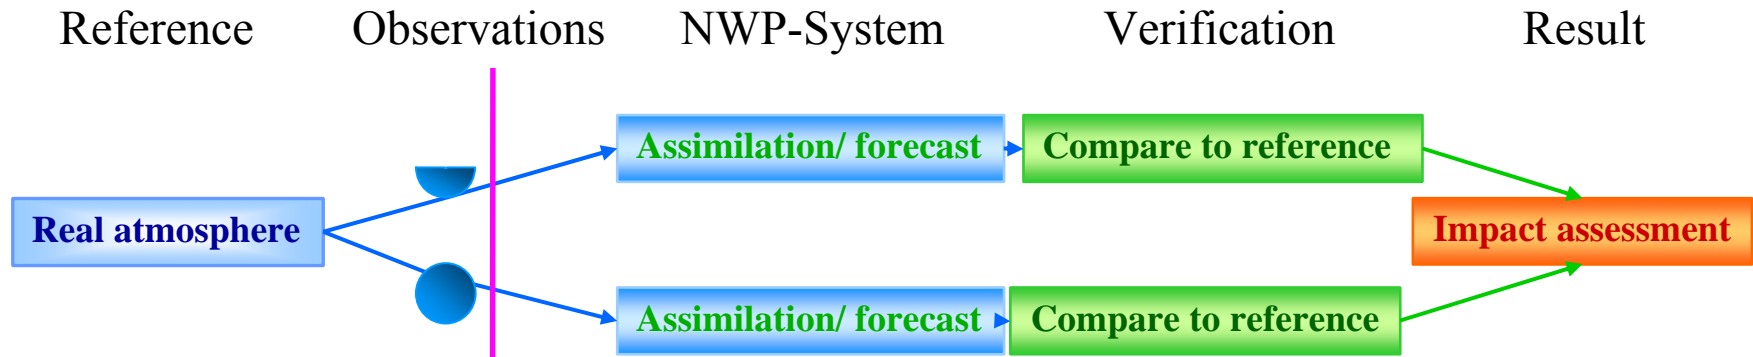 Reference Observations NWP-System Verification Result
Assimilation/ forecast Compare to reference
Real atmosphere Impact assessment
Assimilation/ forecast Compare to reference